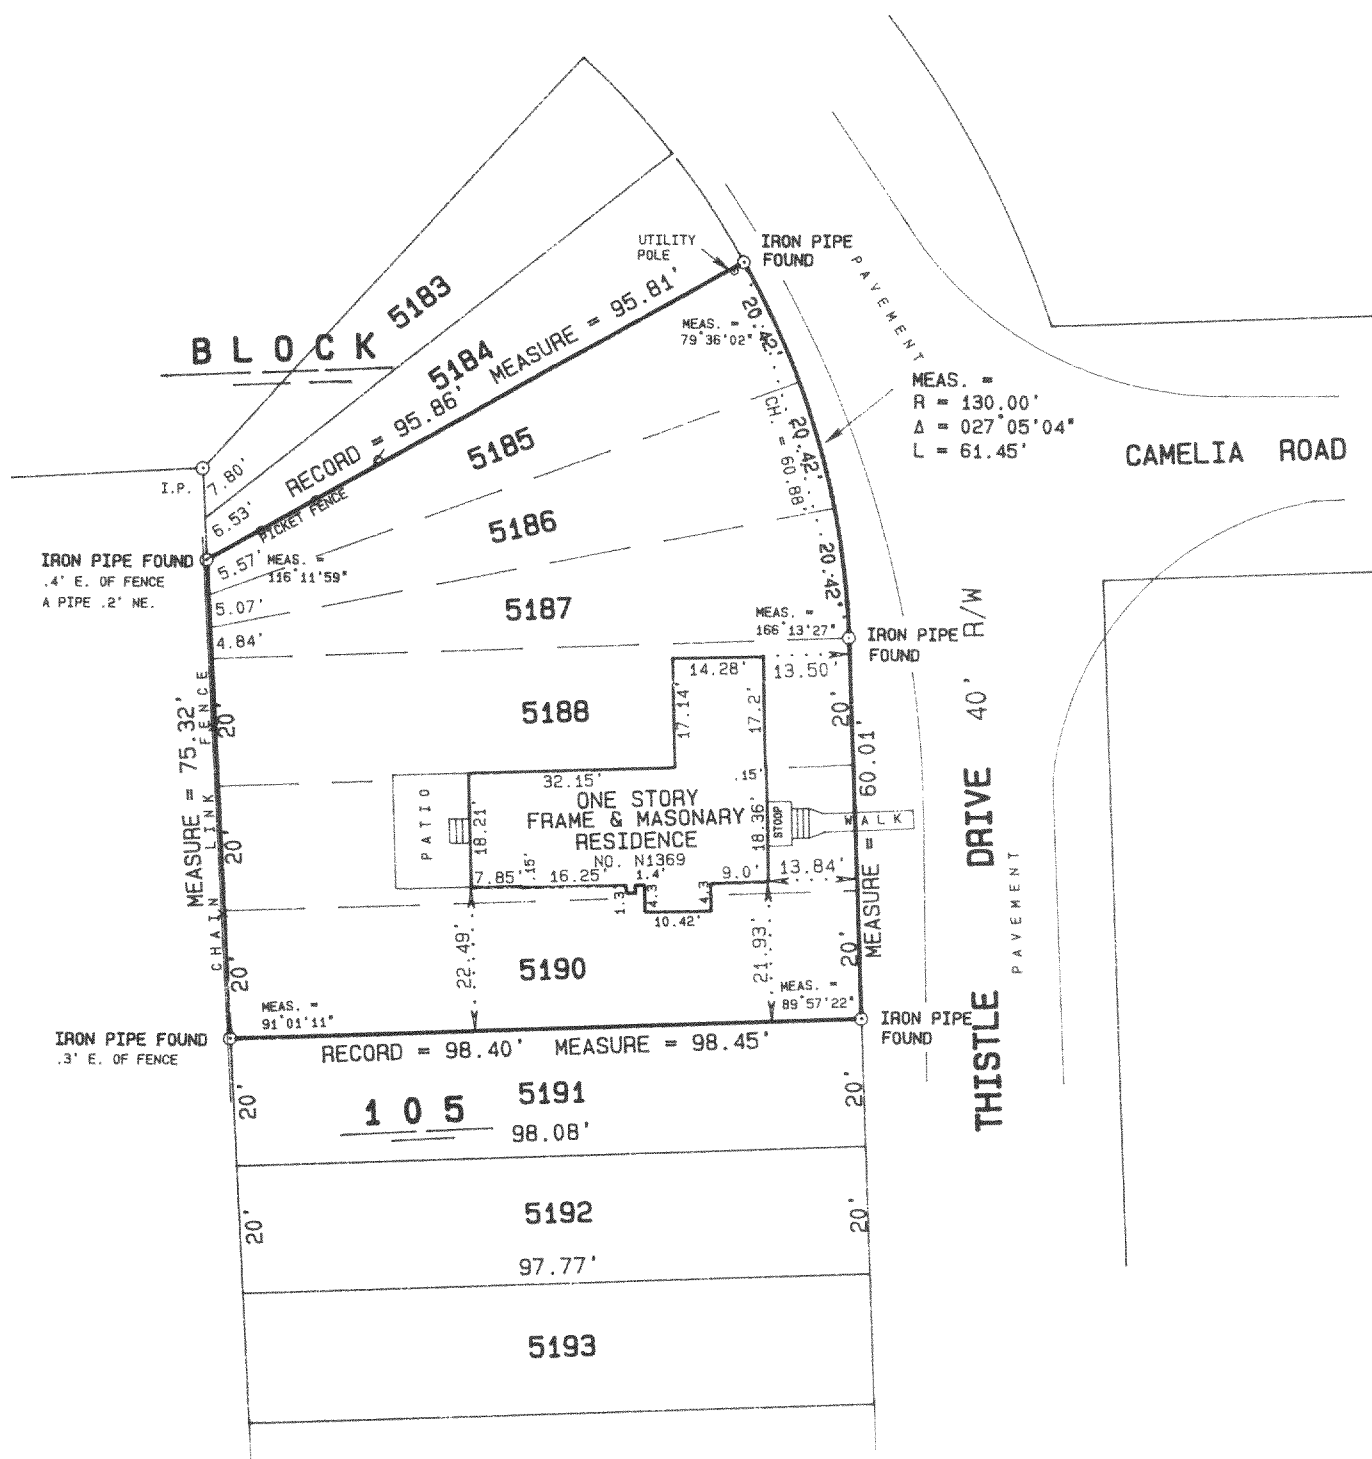 UTILITY
POLE
IRON PIPE
FOUND
BLOCK
5183
5184
RECORD = 95.86' MEASURE = 95.81'
MEAS. =
79°36'02"
20.42'
PAVEMENT
MEAS. =
R = 130.00'
Δ = 027°05'04"
L = 61.45'
CAMELIA ROAD
CH. = 60.88'
20.42'
20.42'
5185
I.P.
7.80'
6.53'
PICKET FENCE
5186
IRON PIPE FOUND
.4' E. OF FENCE
A PIPE .2' NE.
5.57'
MEAS. =
116°11'59"
5.07'
4.84'
5187
MEAS. =
166°13'27"
IRON PIPE
FOUND
THISTLE DRIVE 40' R/W
PAVEMENT
14.28'
13.50'
17.14'
17.2'
20'
5188
20'
MEASURE = 75.32'
CHAIN LINK FENCE
MEASURE = 60.01'
32.15'
.15'
PATIO
18.21'
ONE STORY
FRAME & MASONARY
RESIDENCE
NO. N1369
18.36'
STOOP
WALK
20'
7.85'
.15'
16.25'
1.4'
9.0'
13.84'
1.3
4.3
4.3
10.42'
22.49'
21.93'
20'
20'
5190
MEAS. =
91°01'11"
MEAS. =
89°57'22"
IRON PIPE FOUND
.3' E. OF FENCE
IRON PIPE
FOUND
RECORD = 98.40' MEASURE = 98.45'
20'
5191
20'
105
98.08'
20'
5192
20'
97.77'
5193